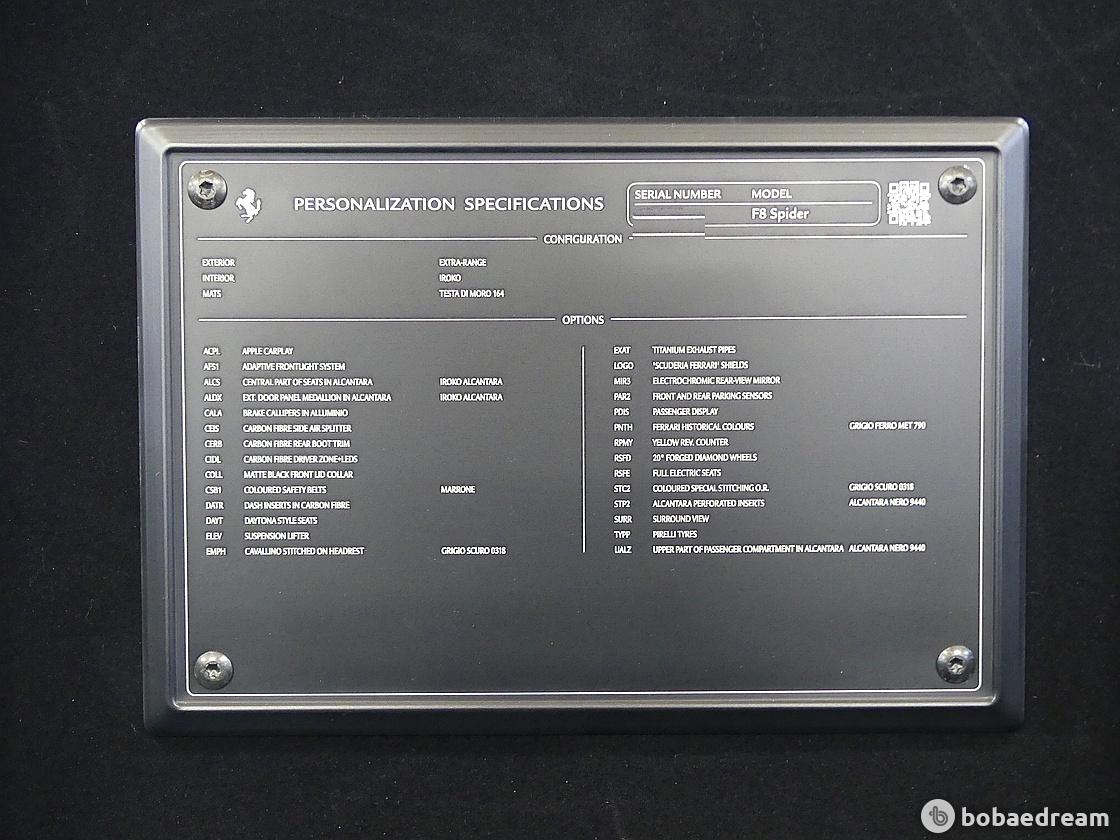 PERSONALIZATION SPECIFICATIONS
SERIAL NUMBER MODEL
F8 Spider
CONFIGURATION
EXTERIOR EXTRA-RANGE
INTERIOR IROKO
MATS TESTA DI MORO 164
OPTIONS
ACPL APPLE CARPLAY
AFS1 ADAPTIVE FRONTLIGHT SYSTEM
ALCS CENTRAL PART OF SEATS IN ALCANTARA IROKO ALCANTARA
ALDX EXT. DOOR PANEL MEDALLION IN ALCANTARA IROKO ALCANTARA
CALA BRAKE CALLIPERS IN ALLUMINIO
CEIS CARBON FIBRE SIDE AIR SPLITTER
CERB CARBON FIBRE REAR BOOT TRIM
CIDL CARBON FIBRE DRIVER ZONE+LEDS
COLL MATTE BLACK FRONT LID COLLAR
CSB1 COLOURED SAFETY BELTS MARRONE
DATR DASH INSERTS IN CARBON FIBRE
DAYT DAYTONA STYLE SEATS
ELEV SUSPENSION LIFTER
EMPH CAVALLINO STITCHED ON HEADREST GRIGIO SCURO 0318
EXAT TITANIUM EXHAUST PIPES
LOGO 'SCUDERIA FERRARI' SHIELDS
MIR3 ELECTROCHROMIC REAR-VIEW MIRROR
PAR2 FRONT AND REAR PARKING SENSORS
PDIS PASSENGER DISPLAY
PNTH FERRARI HISTORICAL COLOURS GRIGIO FERRO MET 790
RPMY YELLOW REV. COUNTER
RSFD 20" FORGED DIAMOND WHEELS
RSFE FULL ELECTRIC SEATS
STC2 COLOURED SPECIAL STITCHING O.R. GRIGIO SCURO 0318
STP2 ALCANTARA PERFORATED INSERTS ALCANTARA NERO 9440
SURR SURROUND VIEW
TYPP PIRELLI TYRES
UALZ UPPER PART OF PASSENGER COMPARTMENT IN ALCANTARA ALCANTARA NERO 9440
bobaedream